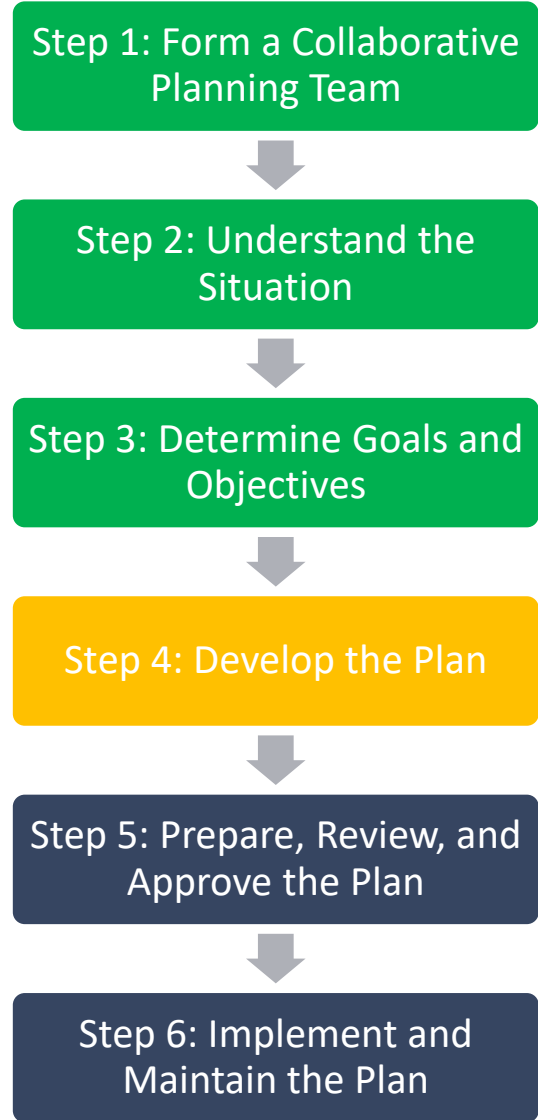 Step 1: Form a Collaborative
Planning Team
Step 2: Understand the
Situation
Step 3: Determine Goals and
Objectives
Step 4: Develop the Plan
Step 5: Prepare, Review, and
Approve the Plan
Step 6: Implement and
Maintain the Plan